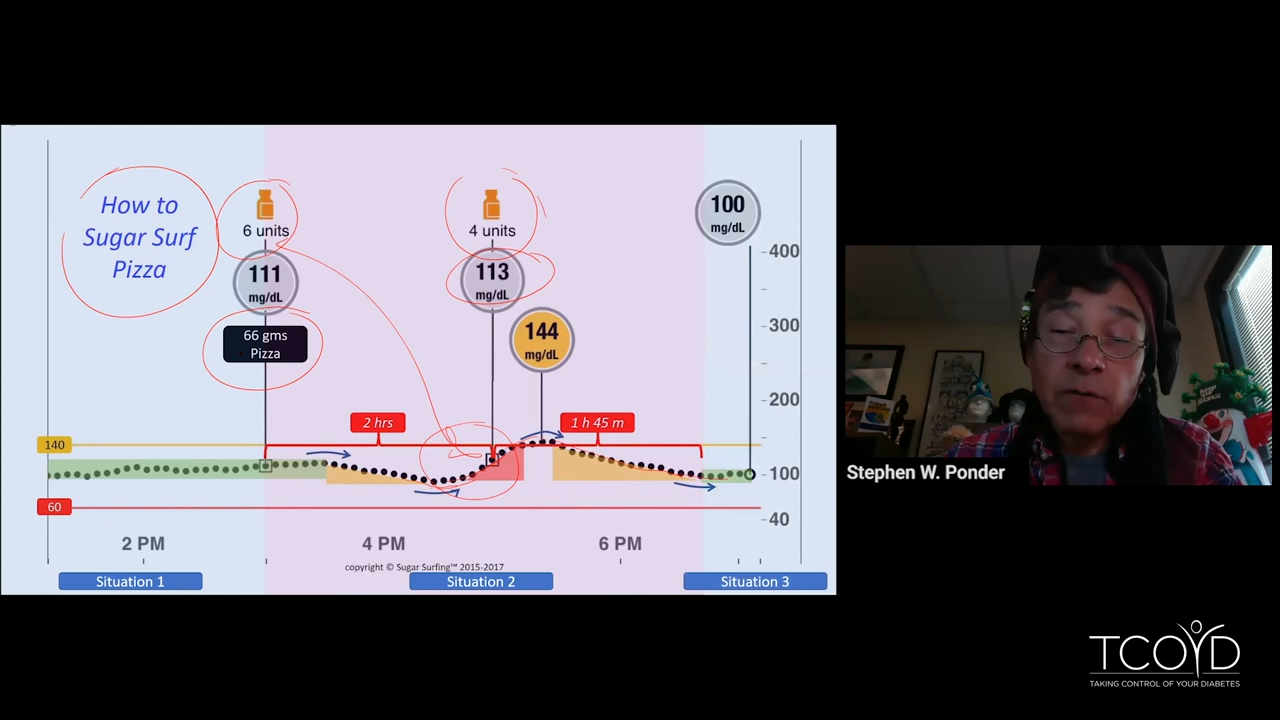 How to
Sugar Surf
Pizza
6 units
111
mg/dL
66 gms
Pizza
4 units
113
mg/dL
144
mg/dL
100
mg/dL
400
300
200
100
40
140
60
2 hrs
1 h 45 m
2 PM
4 PM
6 PM
copyright © Sugar Surfing™ 2015-2017
Situation 1
Situation 2
Situation 3
Stephen W. Ponder
TCOYD
TAKING CONTROL OF YOUR DIABETES